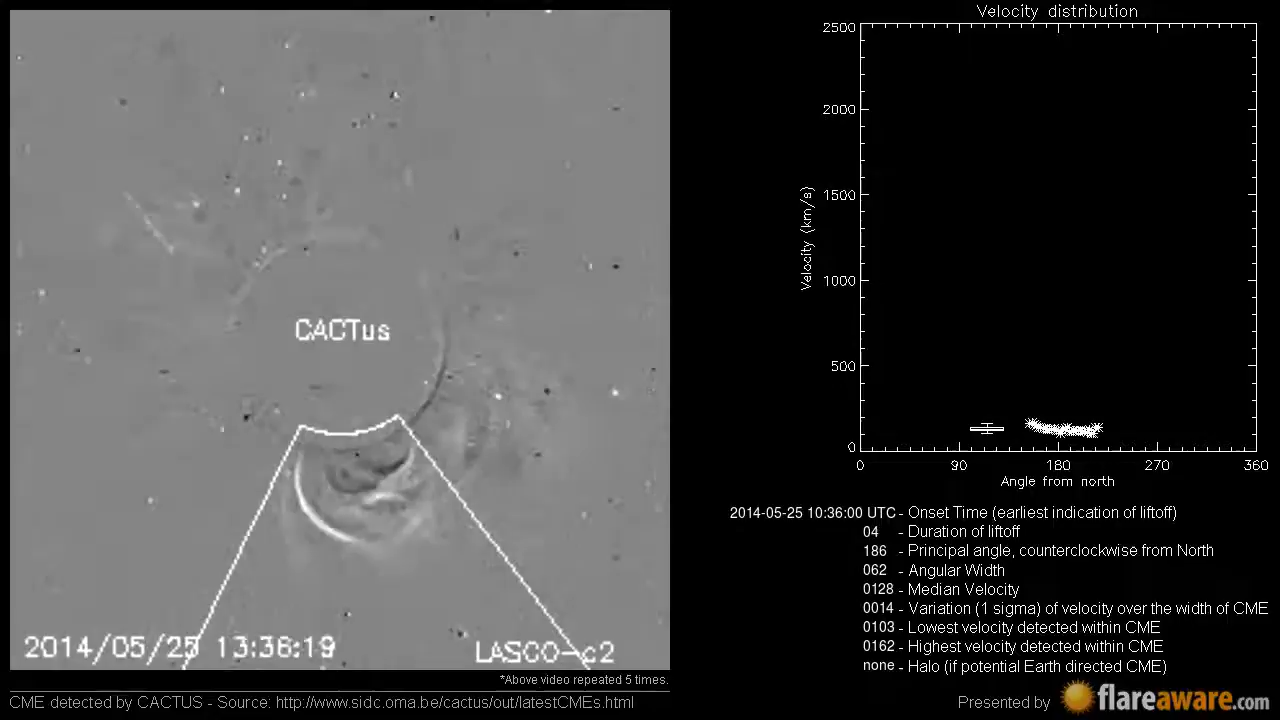 Velocity distribution
2500
2000
1500
1000
500
0
Velocity (km/s)
0 90 180 270 360
Angle from north
CACTus
2014/05/25 13:36:19
LASCO-c2
*Above video repeated 5 times.
CME detected by CACTUS - Source: http://www.sidc.oma.be/cactus/out/latestCMEs.html
2014-05-25 10:36:00 UTC - Onset Time (earliest indication of liftoff)
04 - Duration of liftoff
186 - Principal angle, counterclockwise from North
062 - Angular Width
0128 - Median Velocity
0014 - Variation (1 sigma) of velocity over the width of CME
0103 - Lowest velocity detected within CME
0162 - Highest velocity detected within CME
none - Halo (if potential Earth directed CME)
Presented by flareaware.com